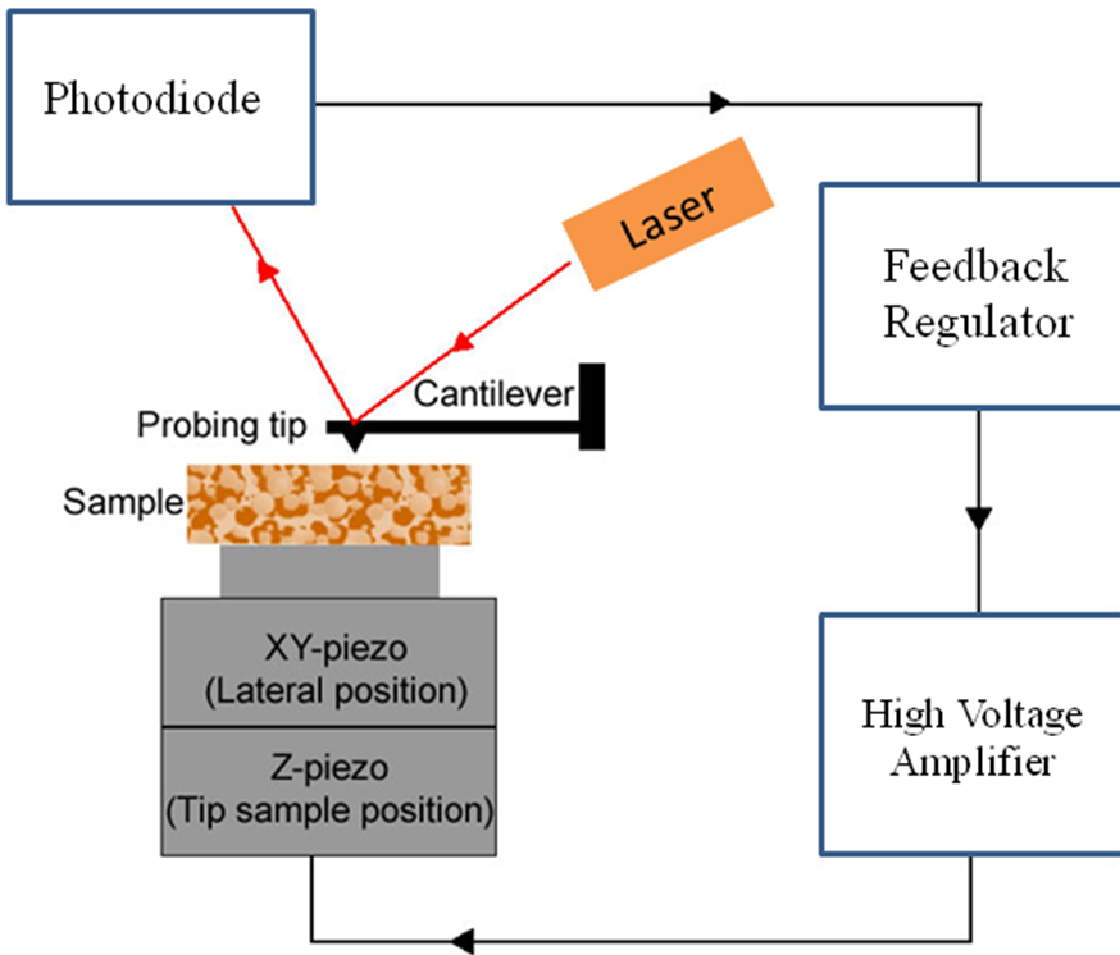 Photodiode
Laser
Feedback
Regulator
Cantilever
Probing tip
Sample
XY-piezo
(Lateral position)
High Voltage
Amplifier
Z-piezo
(Tip sample position)